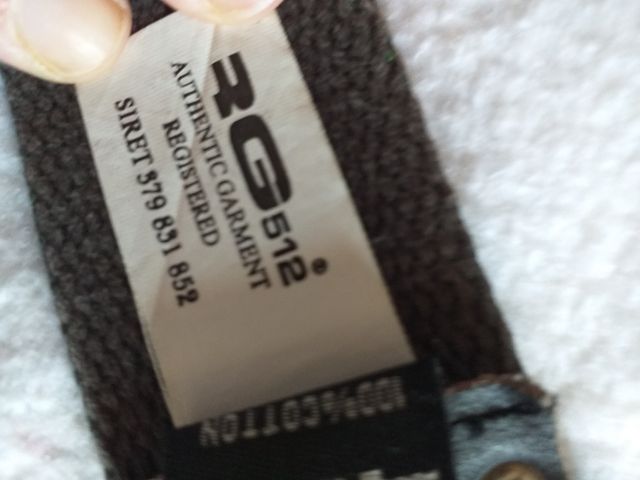 RG512®
AUTHENTIC GARMENT
REGISTERED
SIRET 379 831 852
100%COTTON